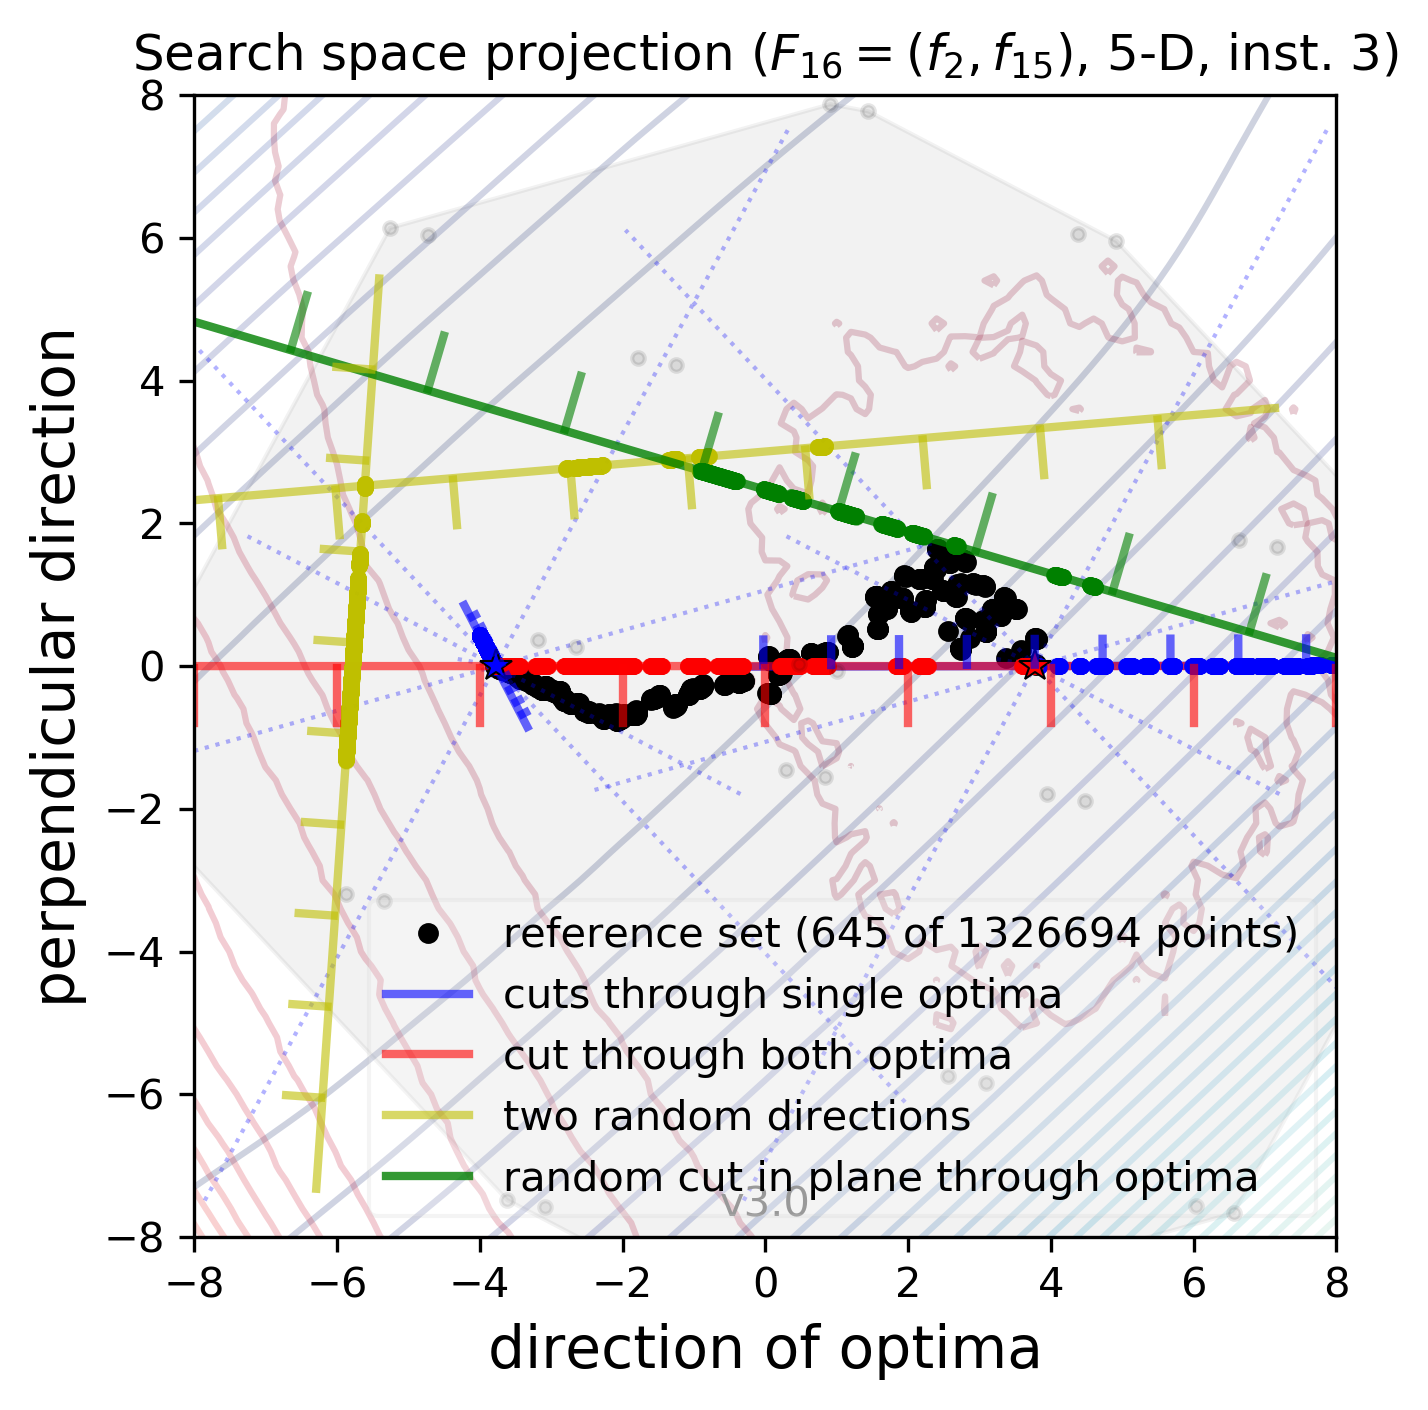 Search space projection (F₁₆ = (f₂, f₁₅), 5-D, inst. 3)
8
6
4
2
0
−2
−4
−6
−8
perpendicular direction
reference set (645 of 1326694 points)
cuts through single optima
cut through both optima
two random directions
random cut in plane through optima
v3.0
−8 −6 −4 −2 0 2 4 6 8
direction of optima